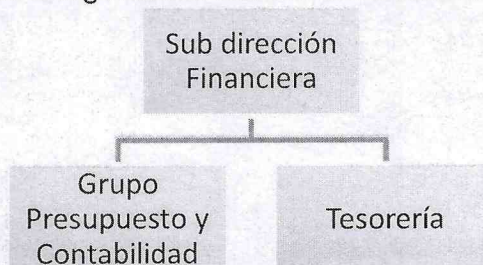 Sub dirección
Financiera
Grupo
Presupuesto y
Contabilidad
Tesorería